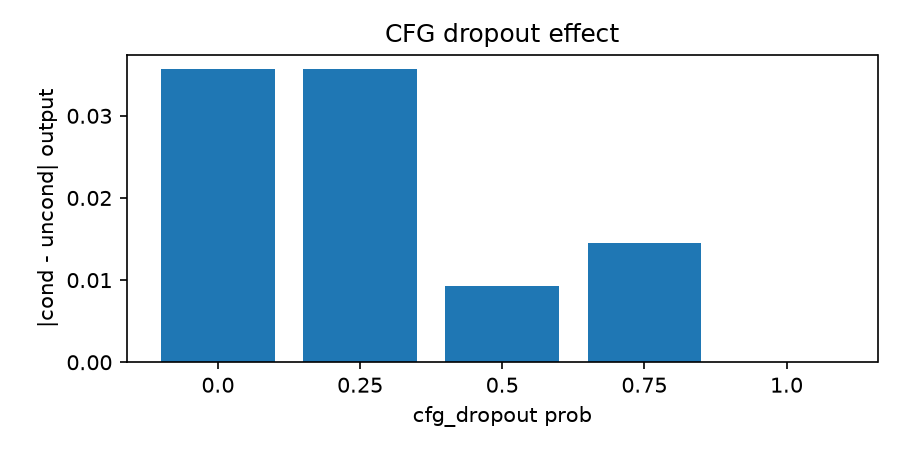 CFG dropout effect
|cond - uncond| output
0.03
0.02
0.01
0.00
0.0 0.25 0.5 0.75 1.0
cfg_dropout prob